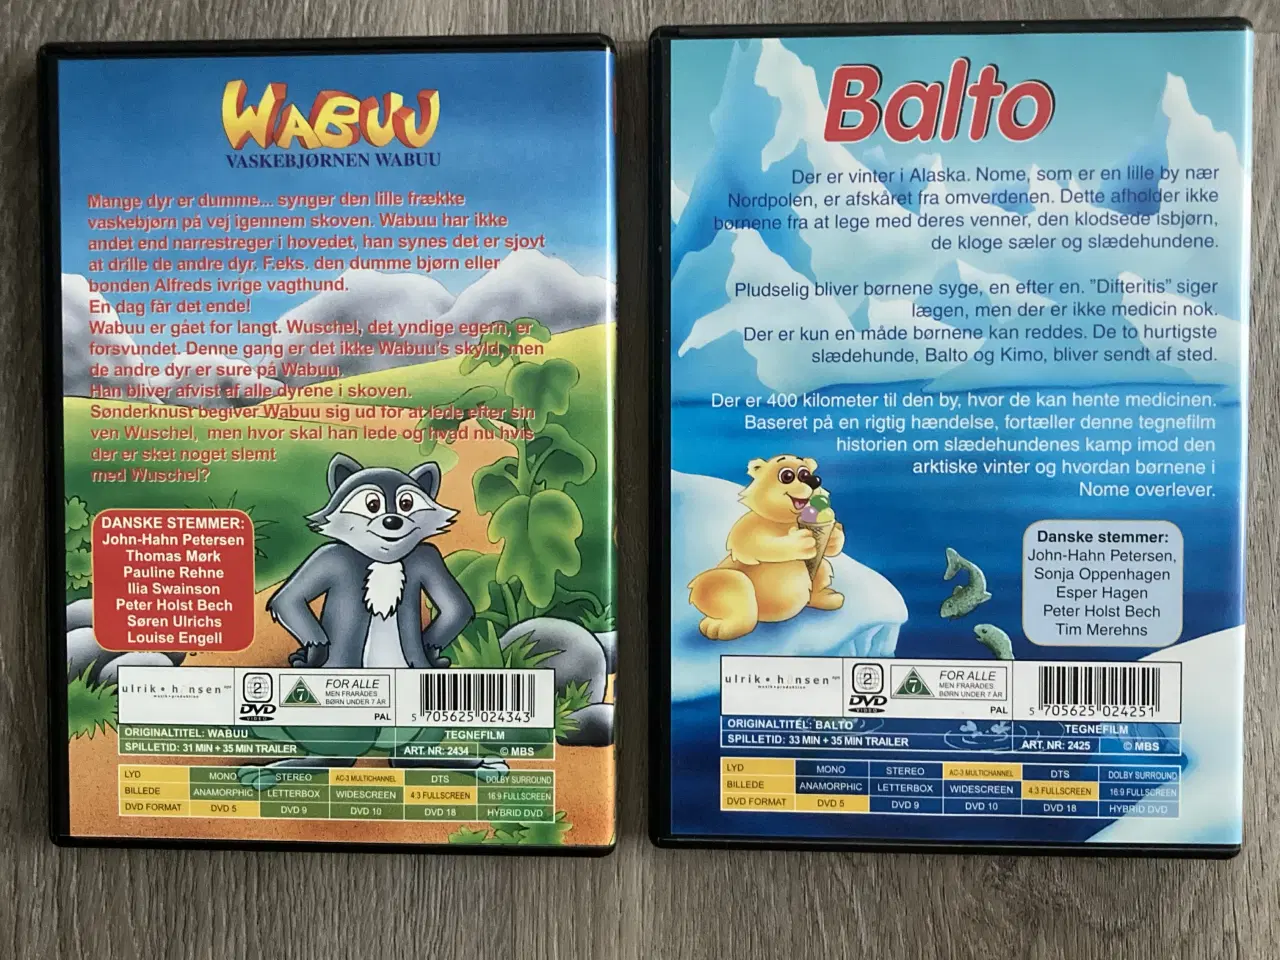 WABUU
VASKEBJØRNEN WABUU
Mange dyr er dumme... synger den lille frække
vaskebjørn på vej igennem skoven. Wabuu har ikke
andet end narrestreger i hovedet, han synes det er sjovt
at drille de andre dyr. F.eks. den dumme bjørn eller
bonden Alfreds ivrige vagthund.
En dag får det ende!
Wabuu er gået for langt. Wuschel, det yndige egern, er
forsvundet. Denne gang er det ikke Wabuu's skyld, men
de andre dyr er sure på Wabuu.
Han bliver afvist af alle dyrene i skoven.
Sønderknust begiver Wabuu sig ud for at lede efter sin
ven Wuschel, men hvor skal han lede og hvad nu hvis
der er sket noget slemt
med Wuschel?
DANSKE STEMMER:
John-Hahn Petersen
Thomas Mørk
Pauline Rehne
Ilia Swainson
Peter Holst Bech
Søren Ulrichs
Louise Engell
ulrik • hansen aps
musik • produktion
2
DVD
VIDEO
7
FOR ALLE
MEN FRARÅDES
BØRN UNDER 7 ÅR
PAL
5 705625 024343
ORIGINALTITEL: WABUU
TEGNEFILM
SPILLETID: 31 MIN + 35 MIN TRAILER
ART. NR: 2434
© MBS
LYD MONO STEREO AC-3 MULTICHANNEL DTS DOLBY SURROUND
BILLEDE ANAMORPHIC LETTERBOX WIDESCREEN 4:3 FULLSCREEN 16:9 FULLSCREEN
DVD FORMAT DVD 5 DVD 9 DVD 10 DVD 18 HYBRID DVD
Balto
Der er vinter i Alaska. Nome, som er en lille by nær
Nordpolen, er afskåret fra omverdenen. Dette afholder ikke
børnene fra at lege med deres venner, den klodsede isbjørn,
de kloge sæler og slædehundene.
Pludselig bliver børnene syge, en efter en. "Difteritis" siger
lægen, men der er ikke medicin nok.
Der er kun en måde børnene kan reddes. De to hurtigste
slædehunde, Balto og Kimo, bliver sendt af sted.
Der er 400 kilometer til den by, hvor de kan hente medicinen.
Baseret på en rigtig hændelse, fortæller denne tegnefilm
historien om slædehundenes kamp imod den
arktiske vinter og hvordan børnene i
Nome overlever.
Danske stemmer:
John-Hahn Petersen,
Sonja Oppenhagen
Esper Hagen
Peter Holst Bech
Tim Merehns
ulrik • hansen aps
musik • produktion
2
DVD
VIDEO
7
FOR ALLE
MEN FRARÅDES
BØRN UNDER 7 ÅR
PAL
5 705625 024251
ORIGINALTITEL: BALTO
TEGNEFILM
SPILLETID: 33 MIN + 35 MIN TRAILER
ART. NR: 2425
© MBS
LYD MONO STEREO AC-3 MULTICHANNEL DTS DOLBY SURROUND
BILLEDE ANAMORPHIC LETTERBOX WIDESCREEN 4:3 FULLSCREEN 16:9 FULLSCREEN
DVD FORMAT DVD 5 DVD 9 DVD 10 DVD 18 HYBRID DVD